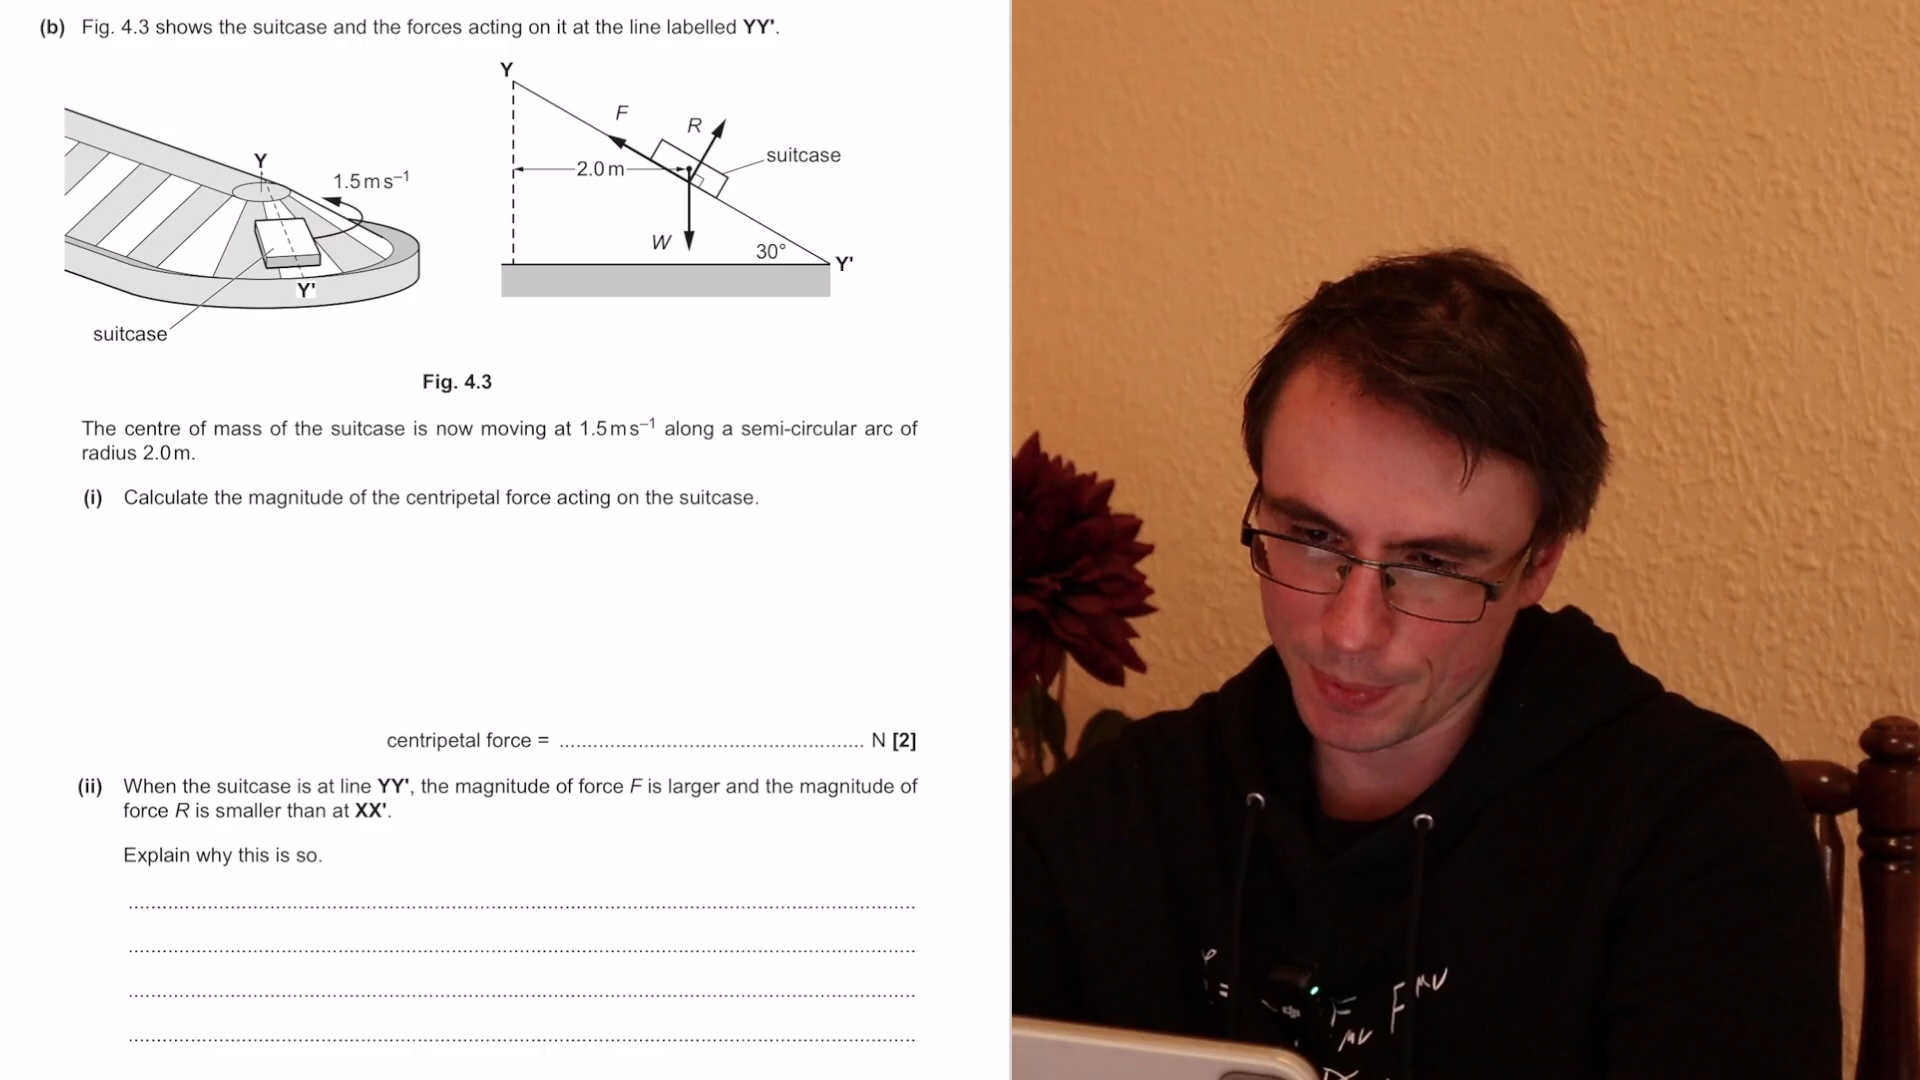 (b) Fig. 4.3 shows the suitcase and the forces acting on it at the line labelled YY'.
Y
1.5 m s⁻¹
Y'
suitcase
Y
F
R
suitcase
2.0 m
W
30°
Y'
Fig. 4.3
The centre of mass of the suitcase is now moving at 1.5 m s⁻¹ along a semi-circular arc of
radius 2.0 m.
(i) Calculate the magnitude of the centripetal force acting on the suitcase.
centripetal force = ...................................................... N [2]
(ii) When the suitcase is at line YY', the magnitude of force F is larger and the magnitude of
force R is smaller than at XX'.
Explain why this is so.
=
F
μν
F
μν